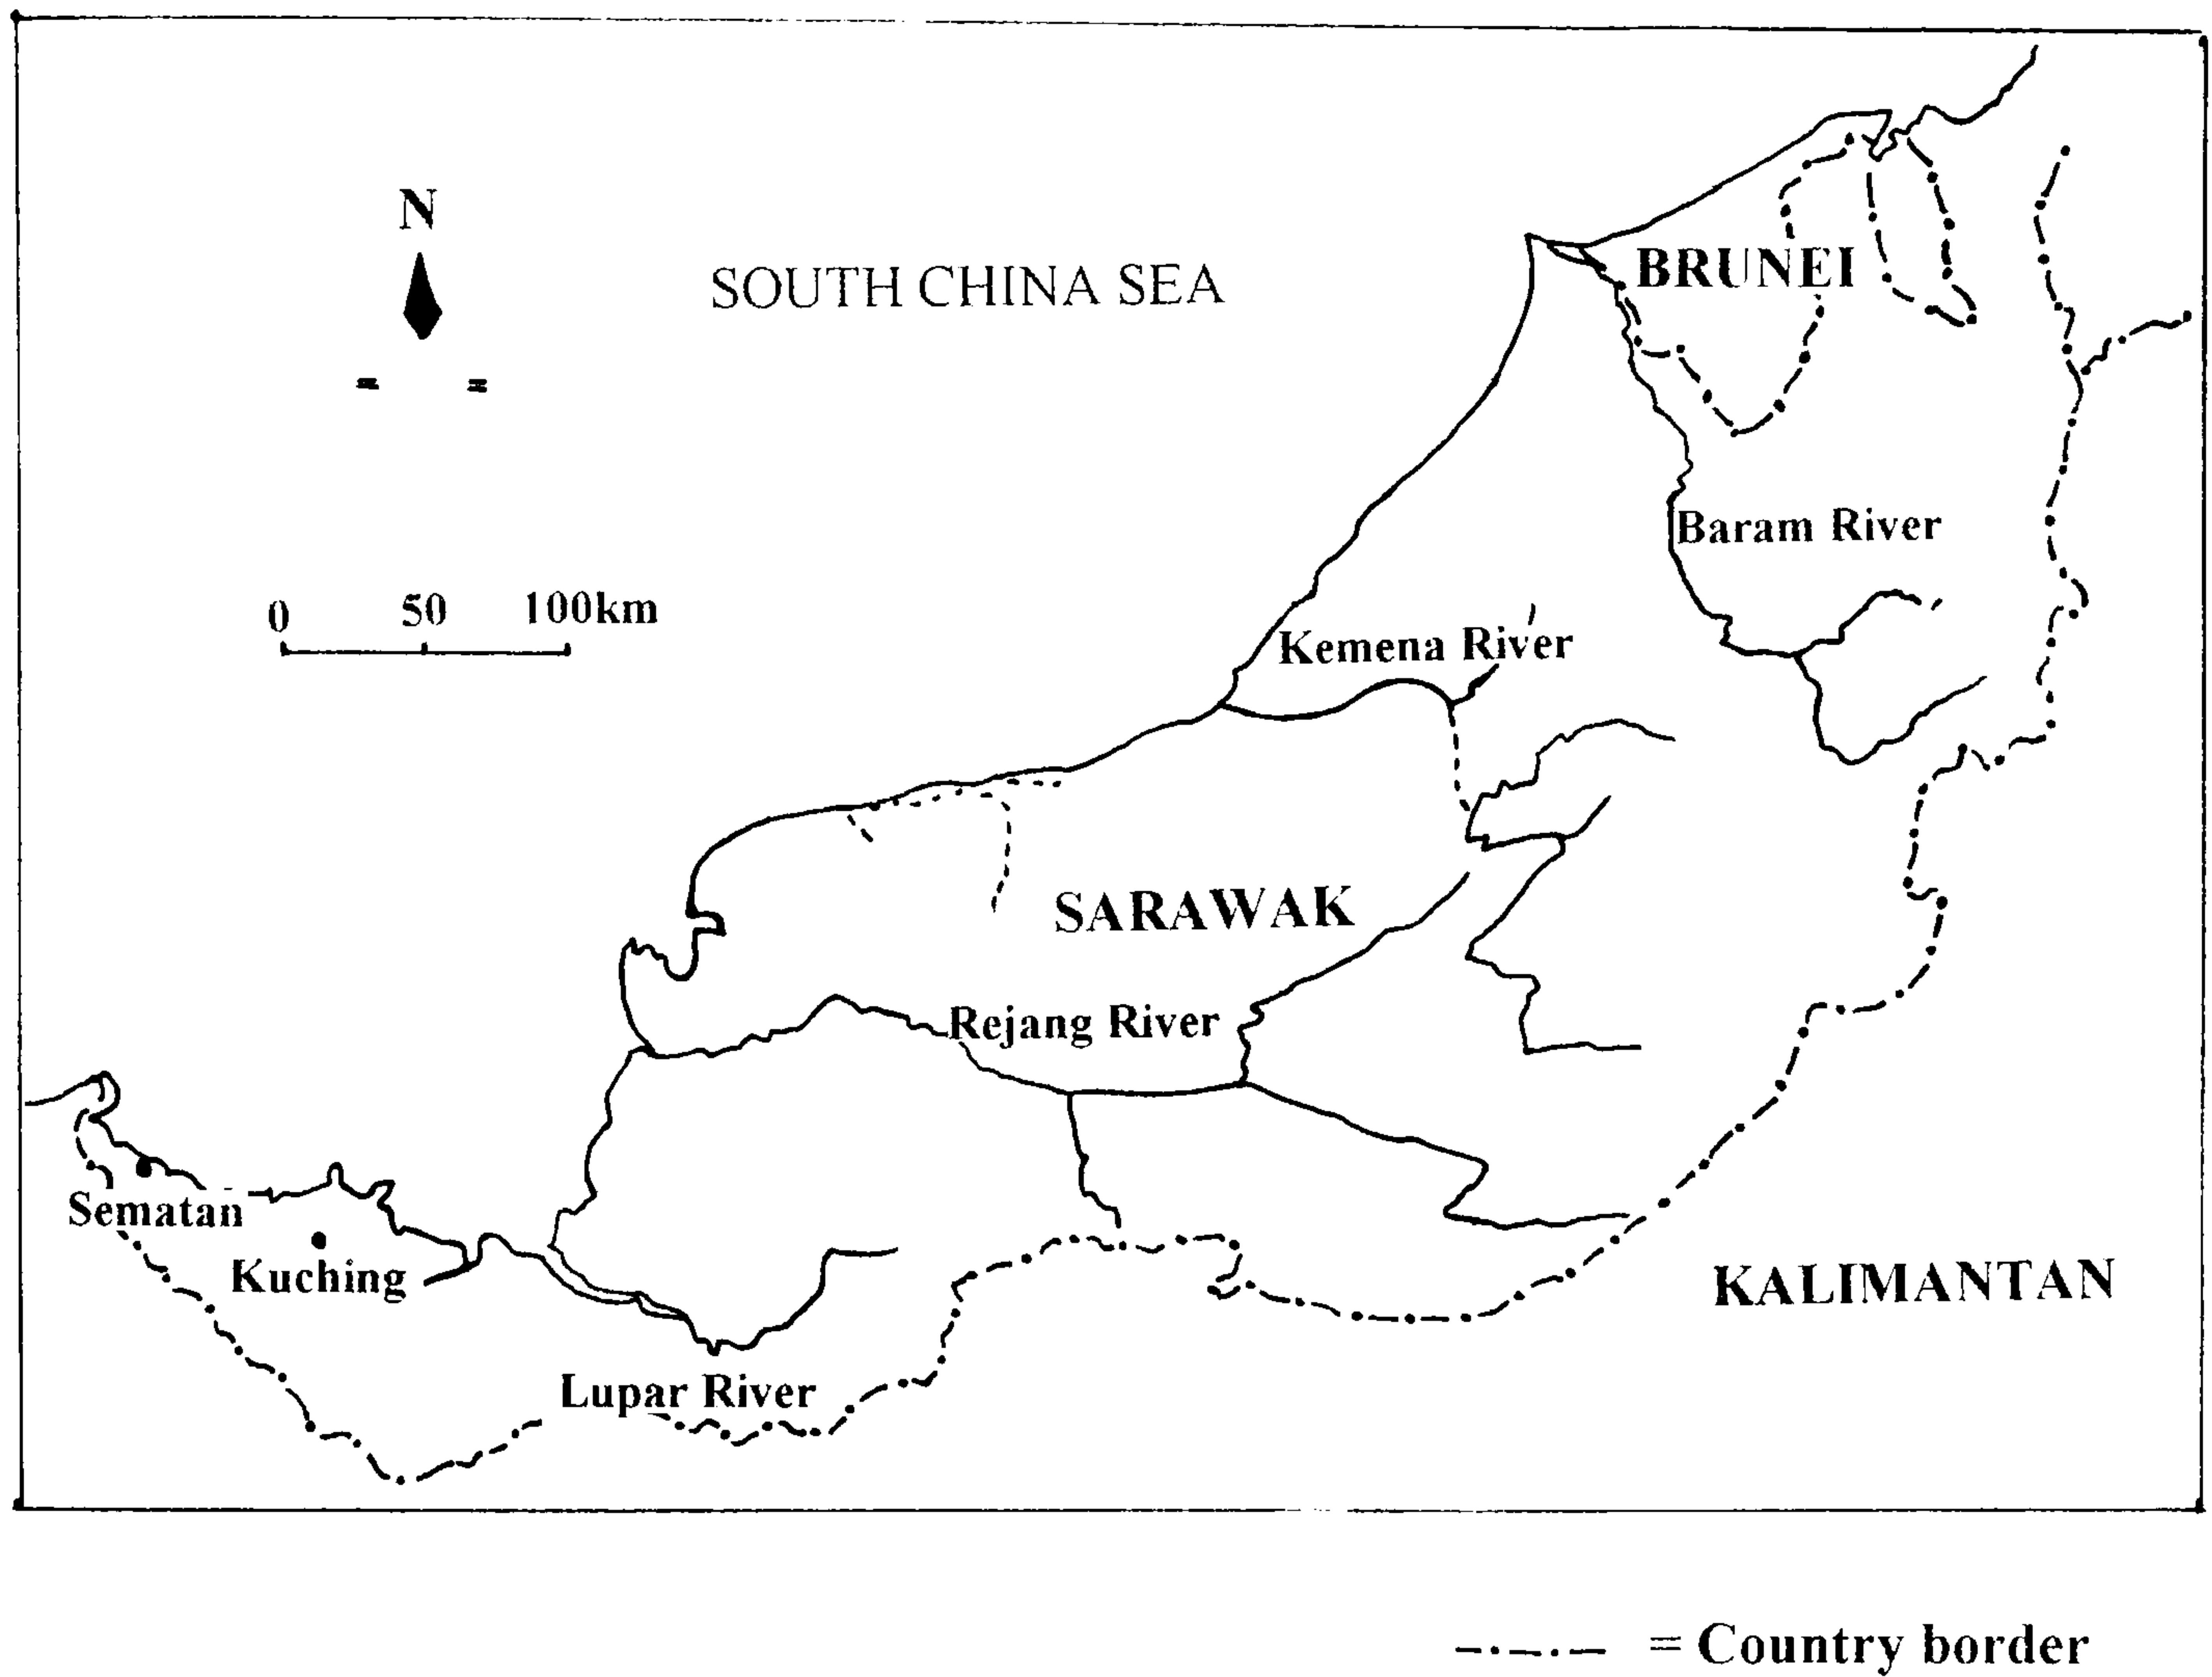 N
SOUTH CHINA SEA
BRUNEI
Baram River
0 50 100km
Kemena River
SARAWAK
Rejang River
Sematan
Kuching
KALIMANTAN
Lupar River
= Country border